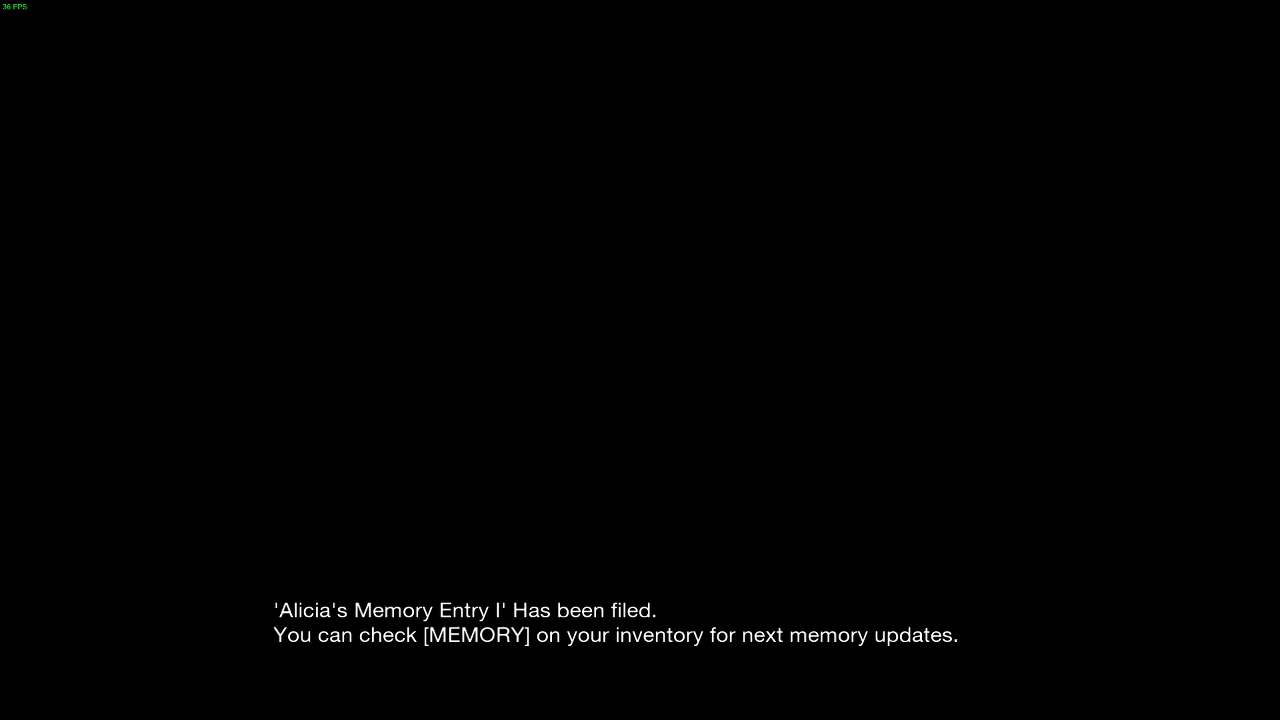 36 FPS
'Alicia's Memory Entry I' Has been filed.
You can check [MEMORY] on your inventory for next memory updates.